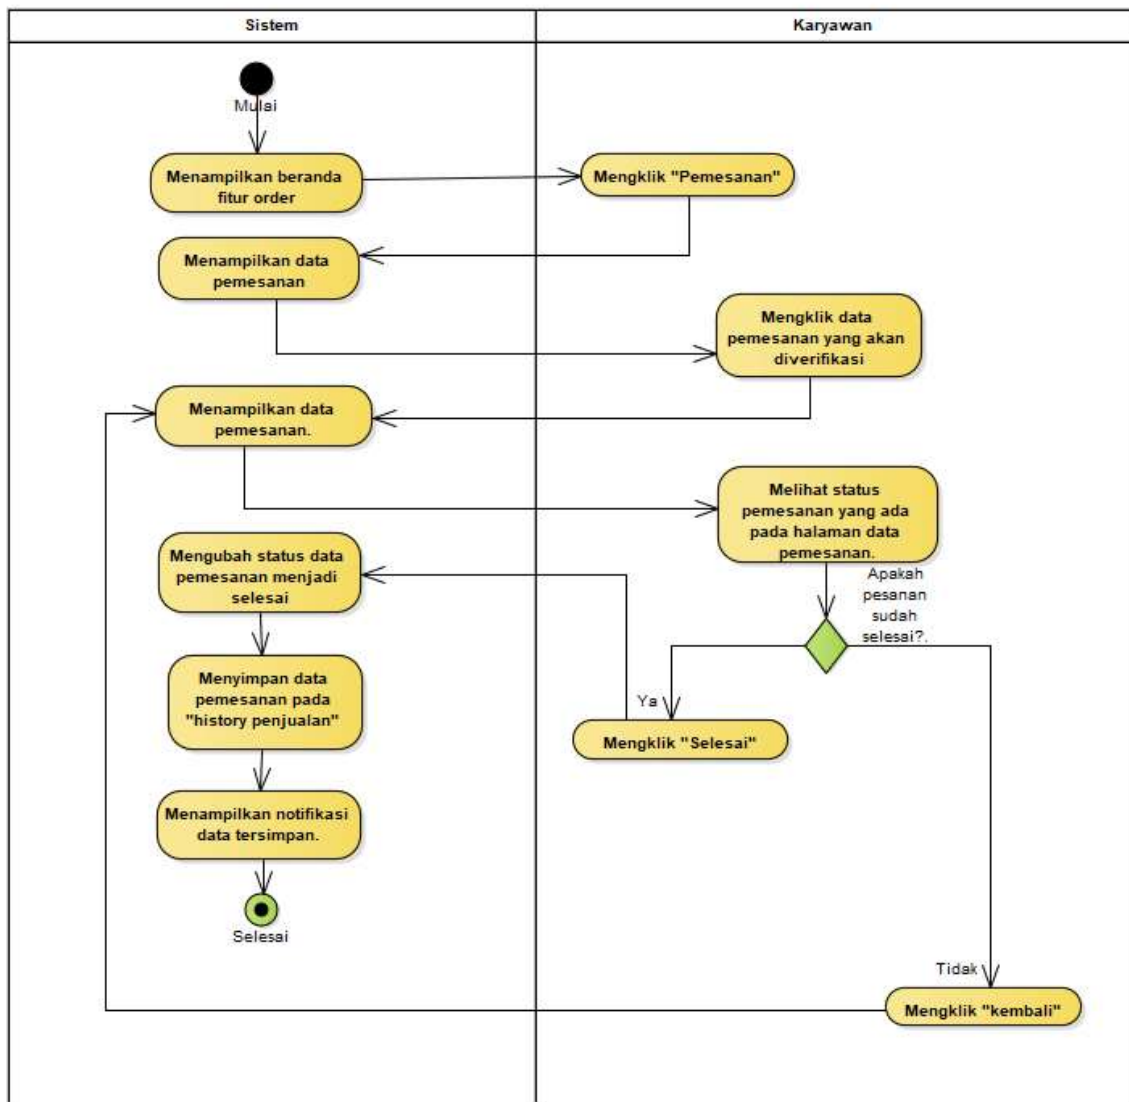 Sistem
Karyawan
Mulai
Menampilkan beranda
fitur order
Mengklik "Pemesanan"
Menampilkan data
pemesanan
Mengklik data
pemesanan yang akan
diverifikasi
Menampilkan data
pemesanan.
Melihat status
pemesanan yang ada
pada halaman data
pemesanan.
Apakah
pesanan
sudah
selesai?.
Mengubah status data
pemesanan menjadi
selesai
Menyimpan data
pemesanan pada
"history penjualan"
Ya
Mengklik "Selesai"
Menampilkan notifikasi
data tersimpan.
Selesai
Tidak
Mengklik "kembali"